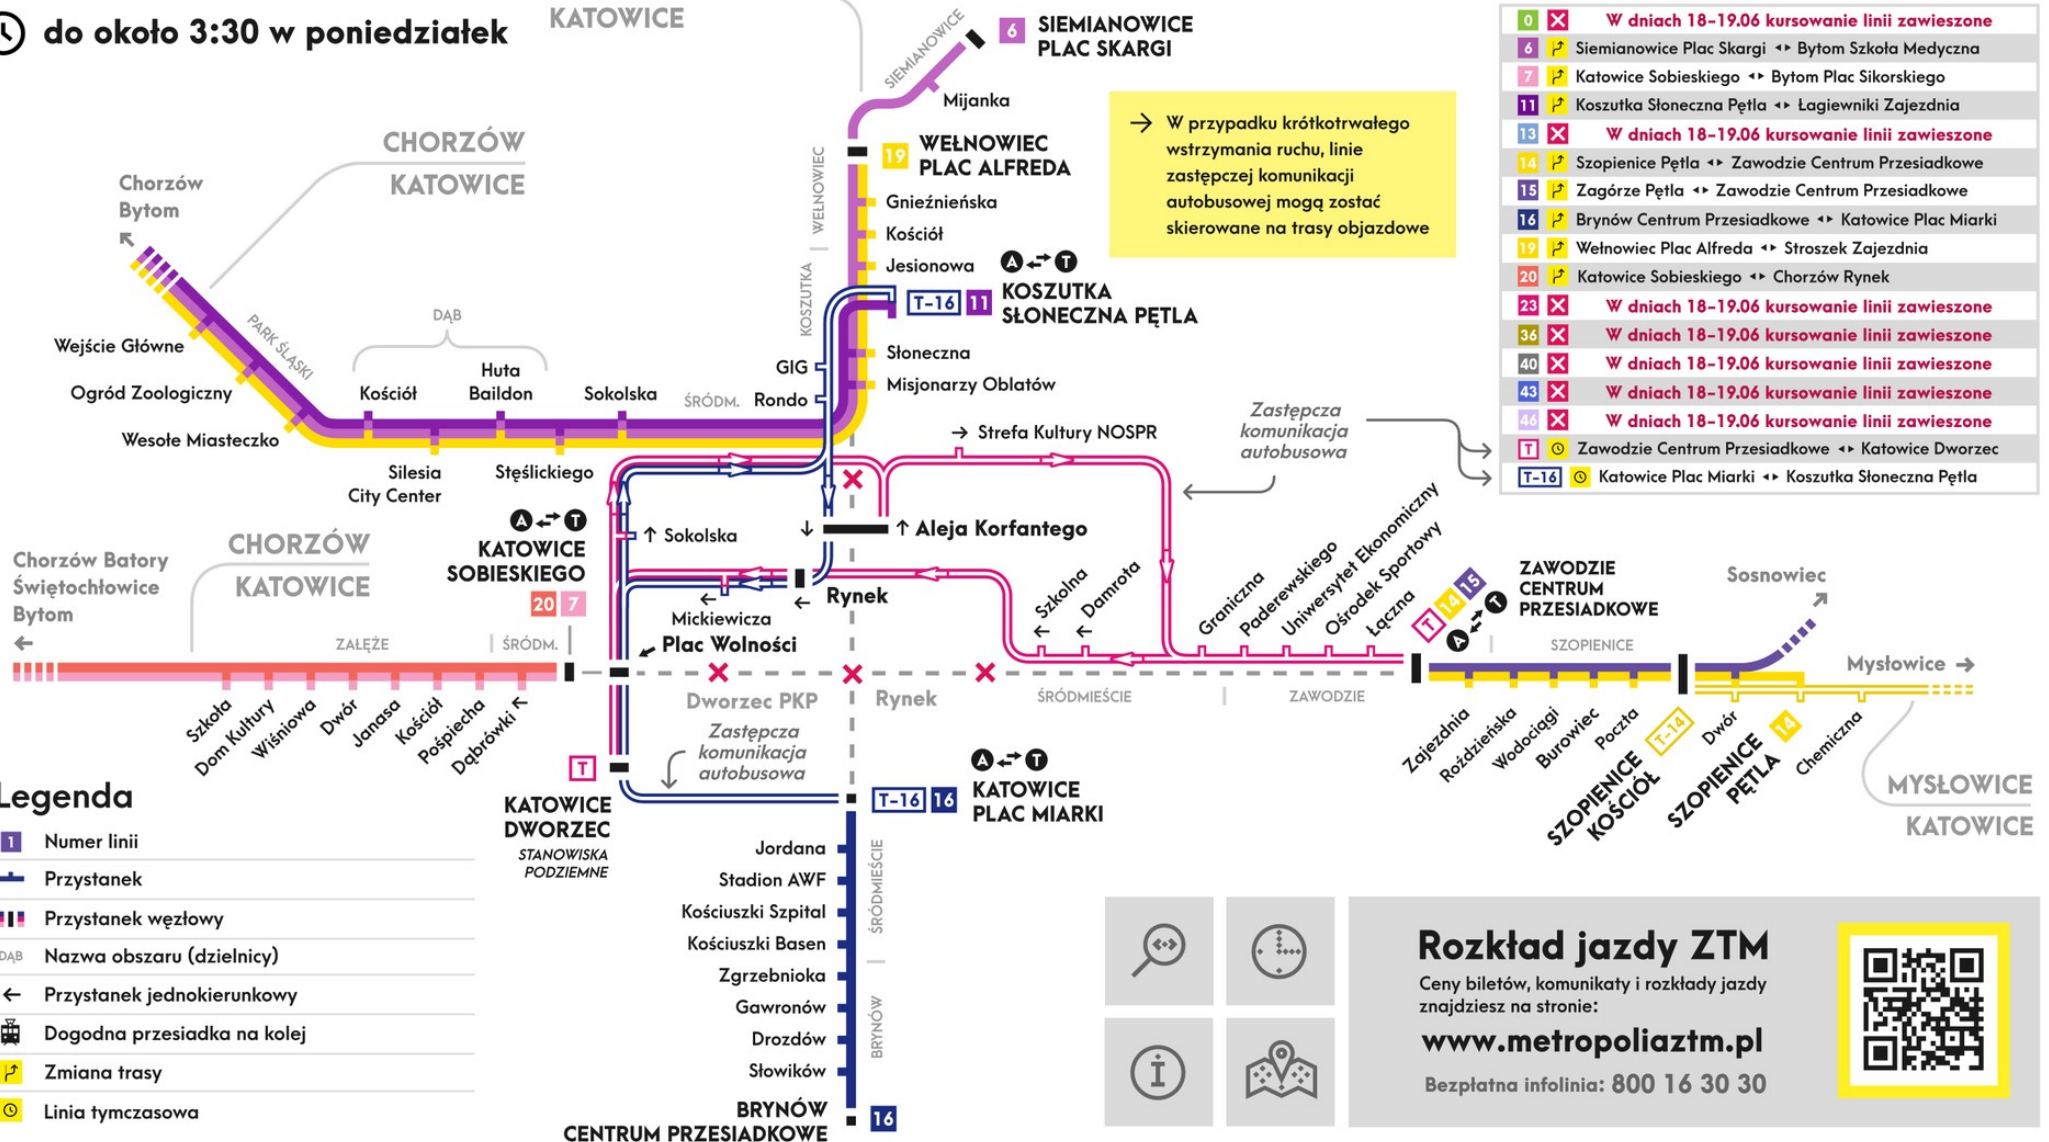 do około 3:30 w poniedziałek
KATOWICE
SIEMIANOWICE
6
SIEMIANOWICE
PLAC SKARGI
Mijanka
0 W dniach 18-19.06 kursowanie linii zawieszone
6 Siemianowice Plac Skargi Bytom Szkoła Medyczna
7 Katowice Sobieskiego Bytom Plac Sikorskiego
11 Koszutka Słoneczna Pętla Łagiewniki Zajezdnia
13 W dniach 18-19.06 kursowanie linii zawieszone
14 Szopienice Pętla Zawodzie Centrum Przesiadkowe
15 Zagórze Pętla Zawodzie Centrum Przesiadkowe
16 Brynów Centrum Przesiadkowe Katowice Plac Miarki
19 Wełnowiec Plac Alfreda Stroszek Zajezdnia
20 Katowice Sobieskiego Chorzów Rynek
23 W dniach 18-19.06 kursowanie linii zawieszone
36 W dniach 18-19.06 kursowanie linii zawieszone
40 W dniach 18-19.06 kursowanie linii zawieszone
43 W dniach 18-19.06 kursowanie linii zawieszone
46 W dniach 18-19.06 kursowanie linii zawieszone
T Zawodzie Centrum Przesiadkowe Katowice Dworzec
T-16 Katowice Plac Miarki Koszutka Słoneczna Pętla
→ W przypadku krótkotrwałego
wstrzymania ruchu, linie
zastępczej komunikacji
autobusowej mogą zostać
skierowane na trasy objazdowe
CHORZÓW
KATOWICE
Chorzów
Bytom
WEŁNOWIEC
19
WEŁNOWIEC
PLAC ALFREDA
Gnieźnieńska
Kościół
Jesionowa
KOSZUTKA
A T
T-16 11
KOSZUTKA
SŁONECZNA PĘTLA
Słoneczna
Misjonarzy Oblatów
GIG
Rondo
PARK ŚLĄSKI
Wejście Główne
Ogród Zoologiczny
Wesołe Miasteczko
DĄB
Kościół
Huta
Baildon
Sokolska
ŚRÓDM.
Silesia
City Center
Stęślickiego
→ Strefa Kultury NOSPR
Zastępcza
komunikacja
autobusowa
↑ Sokolska
↓ ↑ Aleja Korfantego
← Rynek
←
Mickiewicza
Plac Wolności
A T
KATOWICE
SOBIESKIEGO
20 7
CHORZÓW
KATOWICE
Chorzów Batory
Świętochłowice
Bytom
←
ZAŁĘŻE
ŚRÓDM.
Szkoła
Dom Kultury
Wiśniowa
Dwór
Janasa
Kościół
Pośpiecha
Dąbrówki
Dworzec PKP
Rynek
ŚRÓDMIEŚCIE
ZAWODZIE
← Szkolna
← Damrota
Graniczna
Paderewskiego
Uniwersytet Ekonomiczny
Ośrodek Sportowy
Łączna
T 14 15
A T
ZAWODZIE
CENTRUM
PRZESIADKOWE
SZOPIENICE
Sosnowiec
Mysłowice →
Zajezdnia
Roździeńska
Wodociągi
Burowiec
Poczta
SZOPIENICE
KOŚCIÓŁ
T-14
Dwór
SZOPIENICE
PĘTLA
14
Chemiczna
MYSŁOWICE
KATOWICE
Zastępcza
komunikacja
autobusowa
T
KATOWICE
DWORZEC
STANOWISKA
PODZIEMNE
A T
T-16 16
KATOWICE
PLAC MIARKI
Jordana
Stadion AWF
Kościuszki Szpital
Kościuszki Basen
Zgrzebnioka
Gawronów
Drozdów
Słowików
ŚRÓDMIEŚCIE
BRYNÓW
BRYNÓW
CENTRUM PRZESIADKOWE
16
Legenda
1 Numer linii
Przystanek
Przystanek węzłowy
DĄB Nazwa obszaru (dzielnicy)
← Przystanek jednokierunkowy
Dogodna przesiadka na kolej
Zmiana trasy
Linia tymczasowa
Rozkład jazdy ZTM
Ceny biletów, komunikaty i rozkłady jazdy
znajdziesz na stronie:
www.metropoliaztm.pl
Bezpłatna infolinia: 800 16 30 30